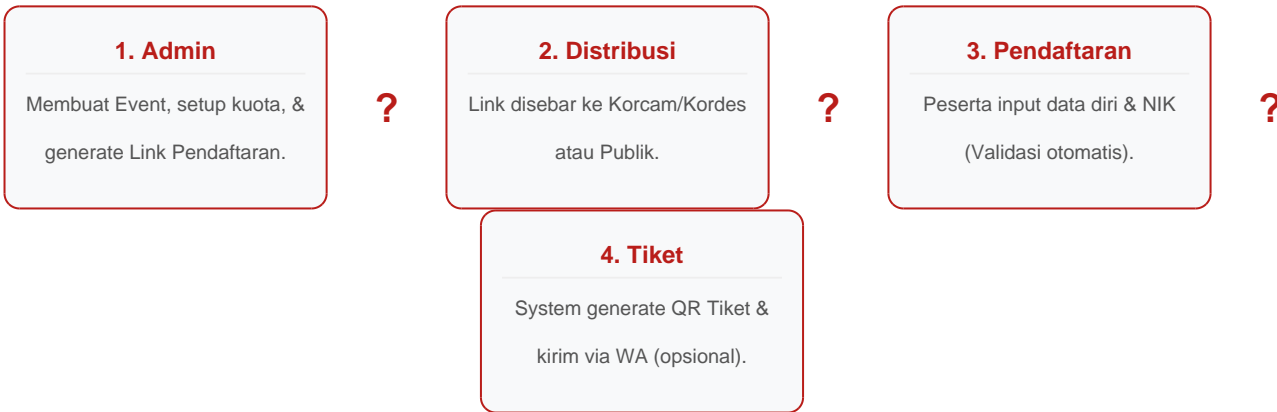 1. Admin
Membuat Event, setup kuota, &
generate Link Pendaftaran.
?
2. Distribusi
Link disebar ke Korcam/Kordes
atau Publik.
?
3. Pendaftaran
Peserta input data diri & NIK
(Validasi otomatis).
?
4. Tiket
System generate QR Tiket &
kirim via WA (opsional).